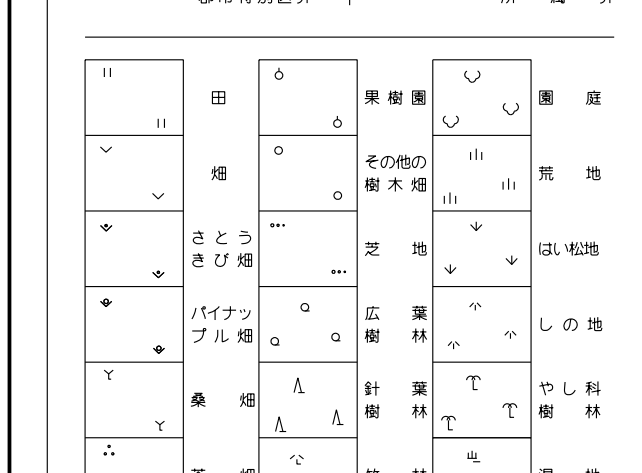 田
果樹園
園庭
畑
その他の
樹木畑
荒地
さとう
きび畑
芝地
はい松地
パイナッ
プル畑
広葉
樹林
しの地
桑畑
針葉
樹林
やし科
樹林